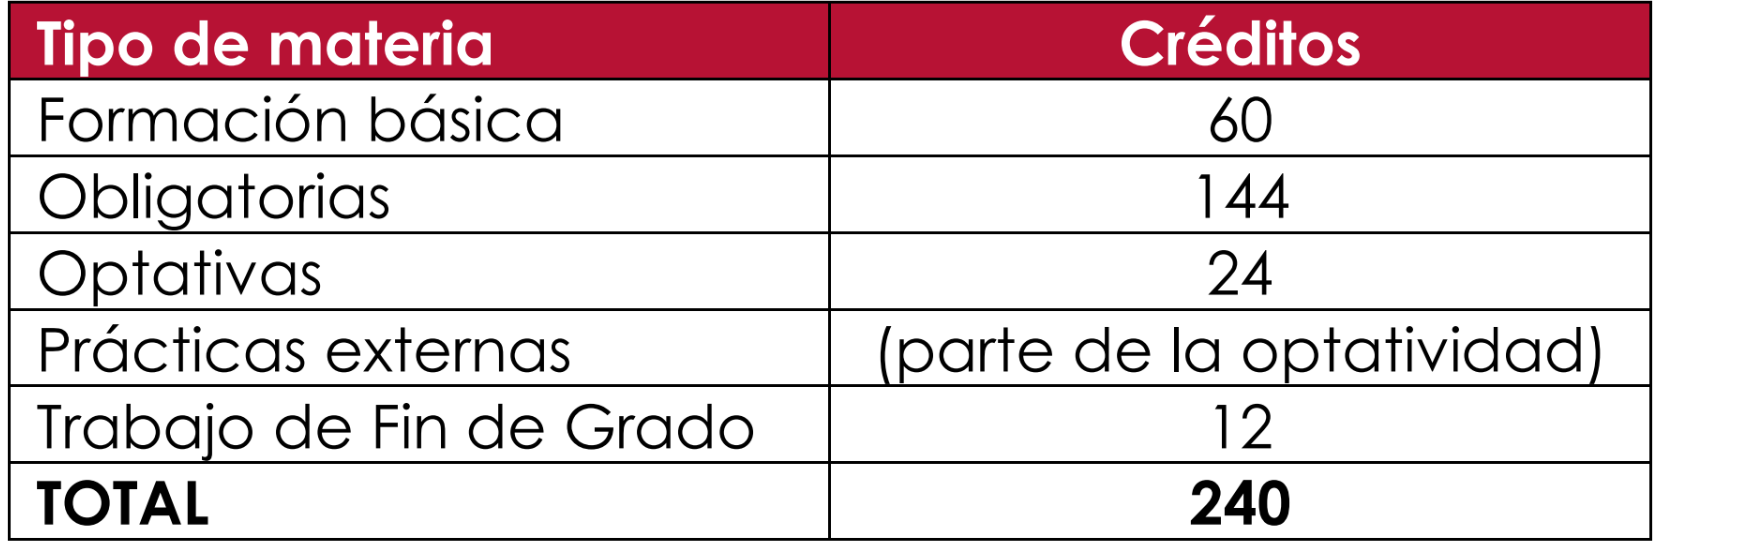 Tipo de materia Créditos
Formación básica 60
Obligatorias 144
Optativas 24
Prácticas externas (parte de la optatividad)
Trabajo de Fin de Grado 12
TOTAL 240